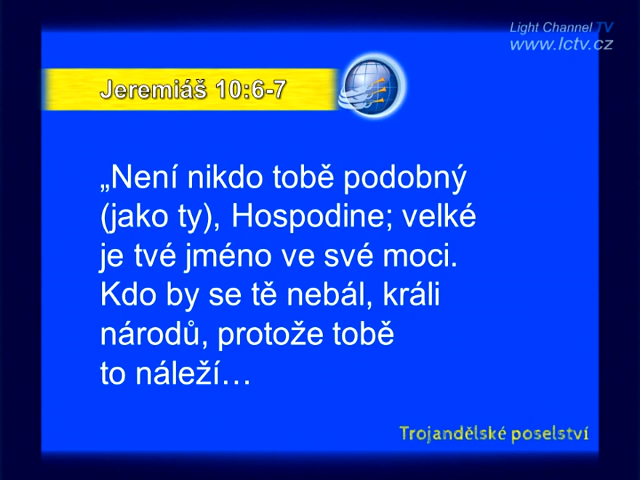 Light Channel TV
www.lctv.cz
Jeremiáš 10:6-7
„Není nikdo tobě podobný
(jako ty), Hospodine; velké
je tvé jméno ve své moci.
Kdo by se tě nebál, králi
národů, protože tobě
to náleží…
Trojandělské poselství